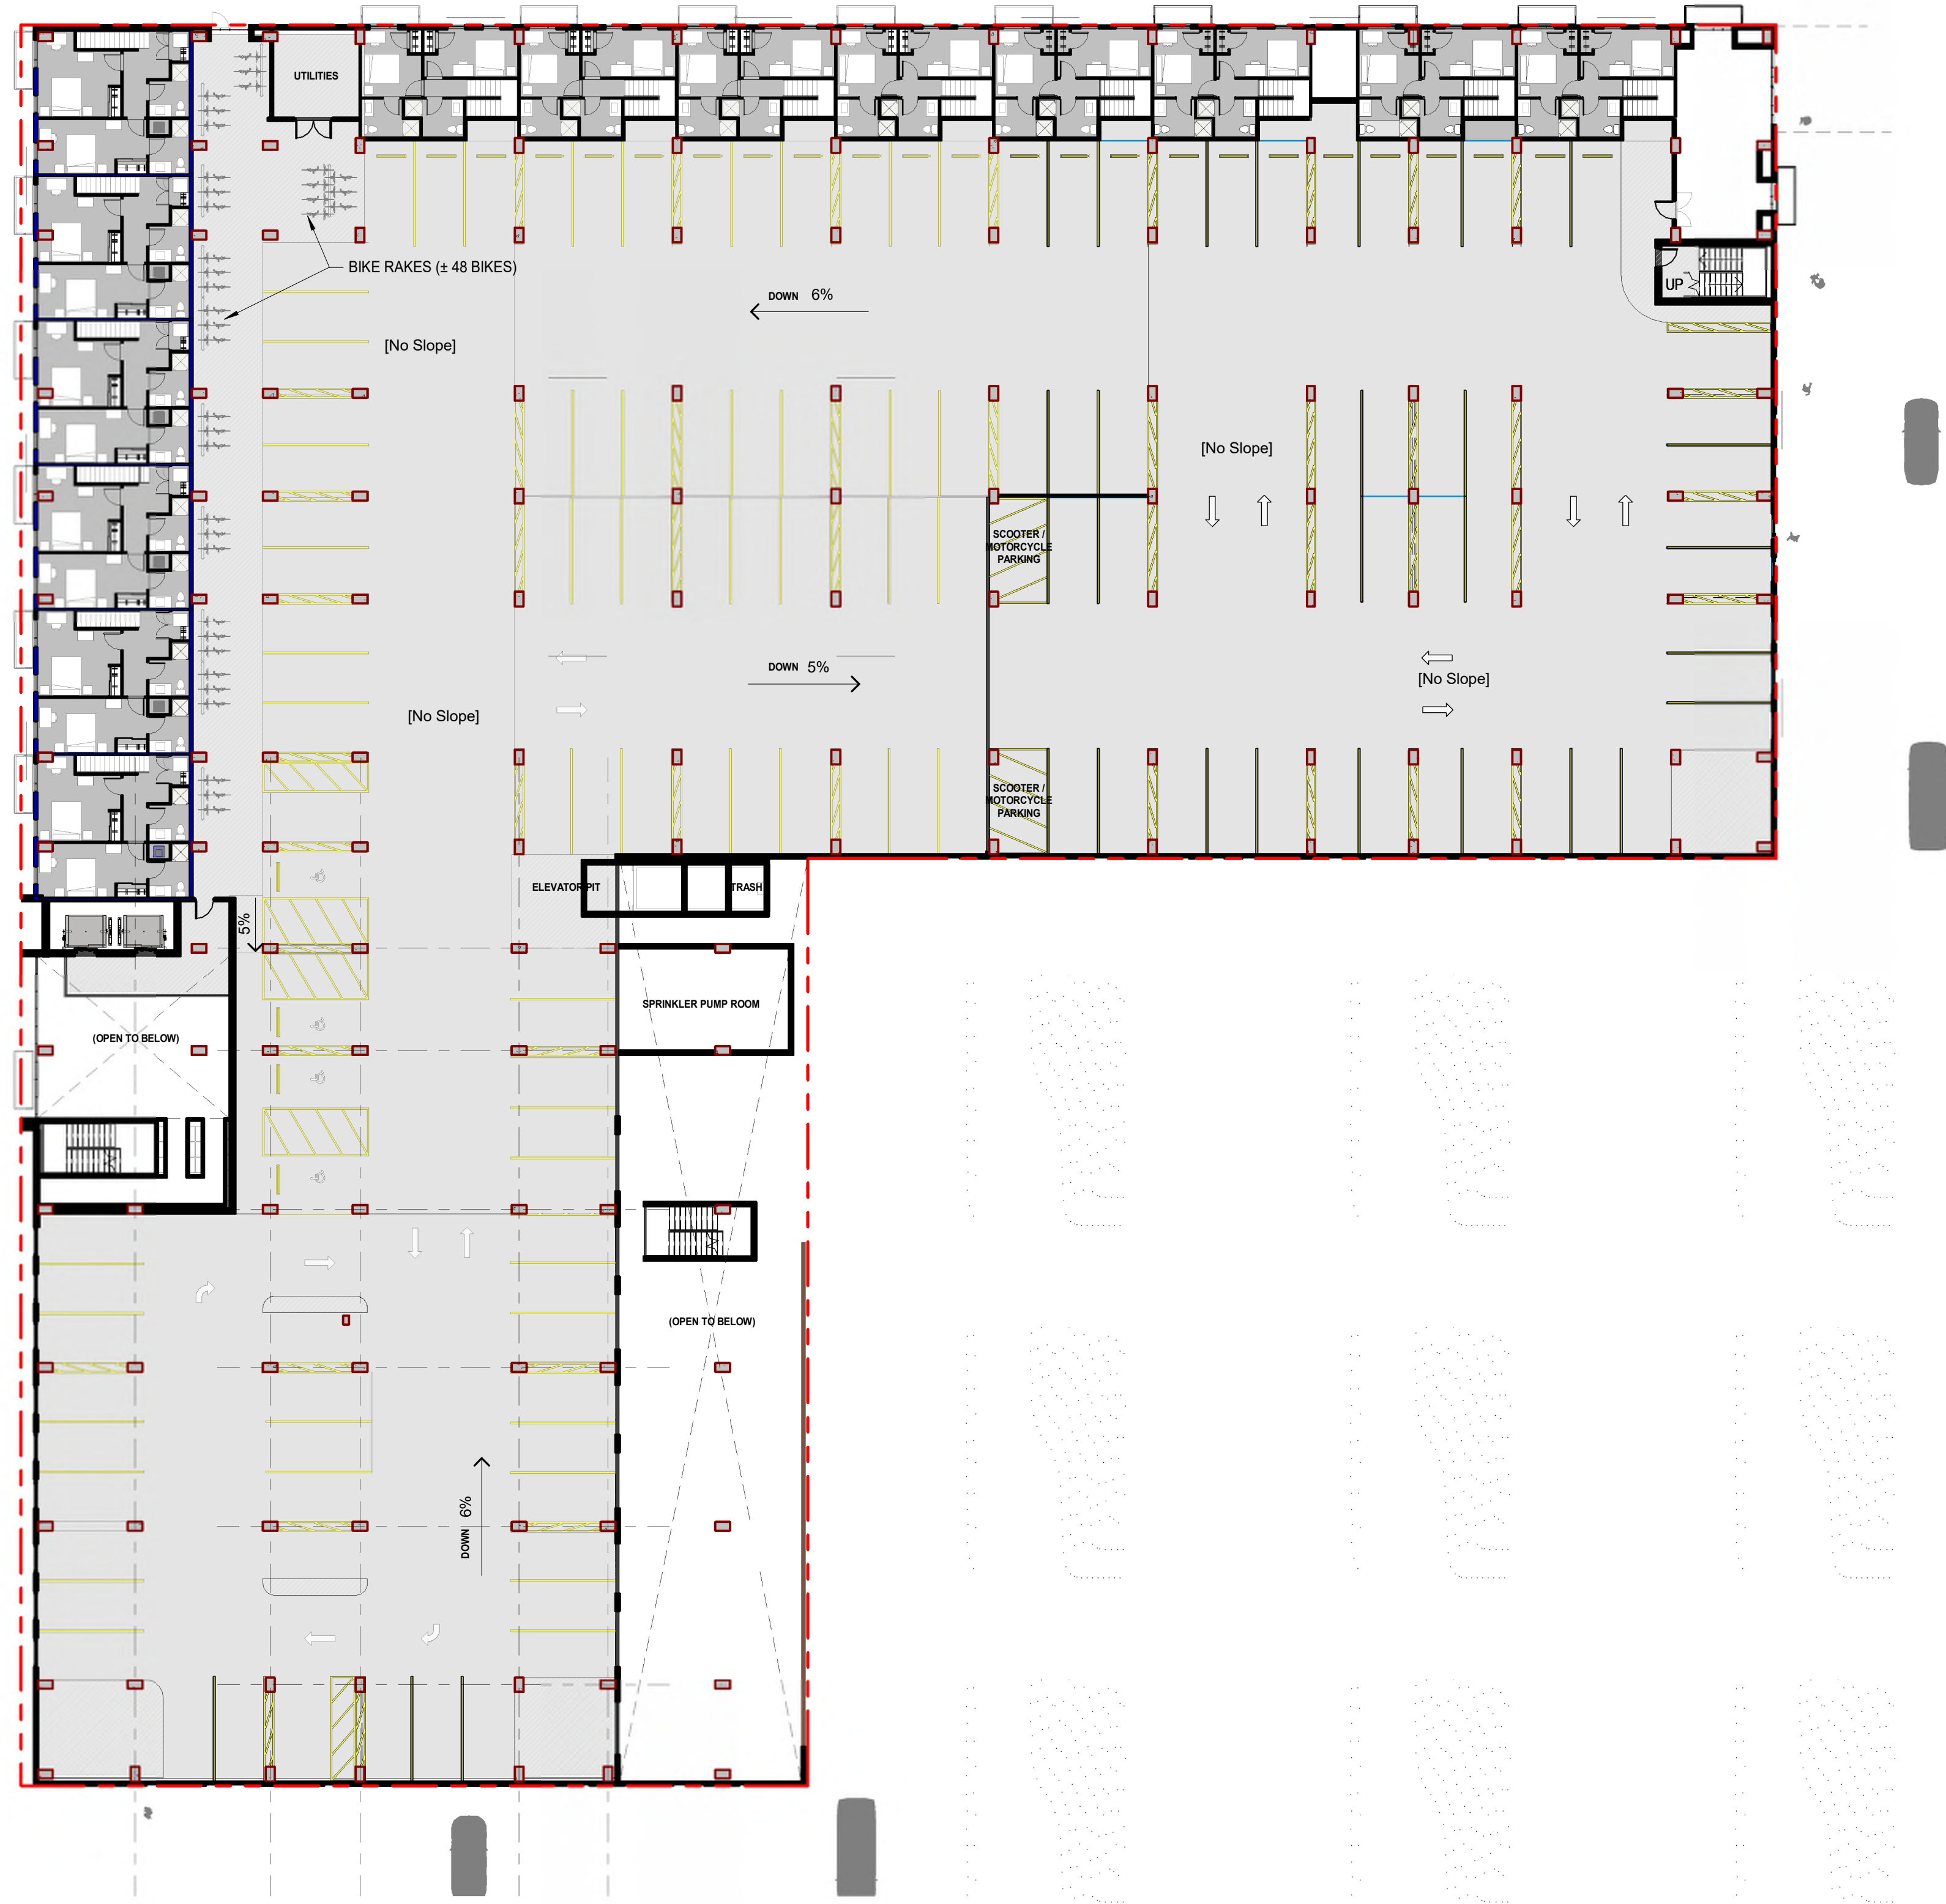 UTILITIES
BIKE RAKES (± 48 BIKES)
UP
DOWN 6%
[No Slope]
[No Slope]
SCOOTER /
MOTORCYCLE
PARKING
DOWN 5%
[No Slope]
[No Slope]
SCOOTER /
MOTORCYCLE
PARKING
ELEVATOR PIT
TRASH
5%
SPRINKLER PUMP ROOM
(OPEN TO BELOW)
(OPEN TO BELOW)
DOWN 6%